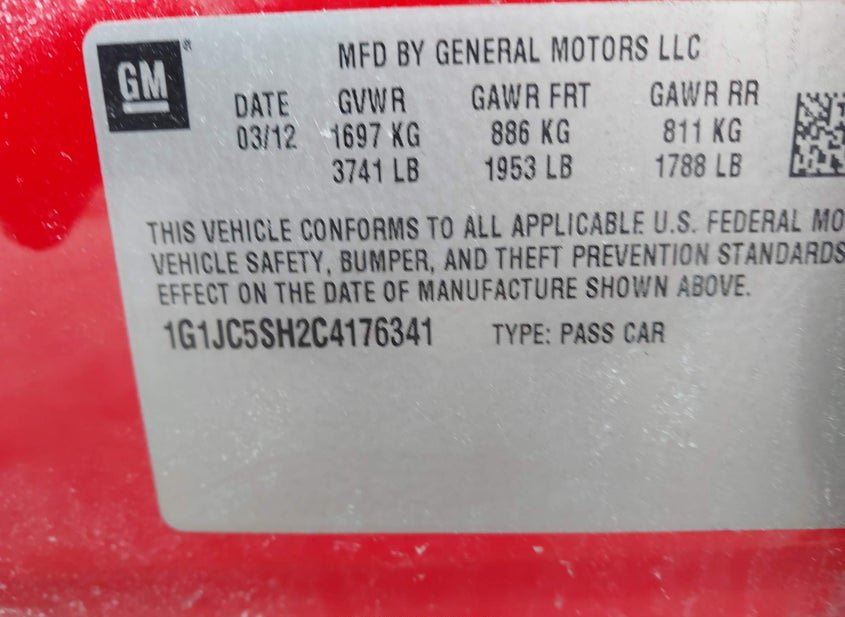 GM®
MFD BY GENERAL MOTORS LLC
DATE GVWR GAWR FRT GAWR RR
03/12 1697 KG 886 KG 811 KG
3741 LB 1953 LB 1788 LB
THIS VEHICLE CONFORMS TO ALL APPLICABLE U.S. FEDERAL MO
VEHICLE SAFETY, BUMPER, AND THEFT PREVENTION STANDARDS
EFFECT ON THE DATE OF MANUFACTURE SHOWN ABOVE.
1G1JC5SH2C4176341 TYPE: PASS CAR